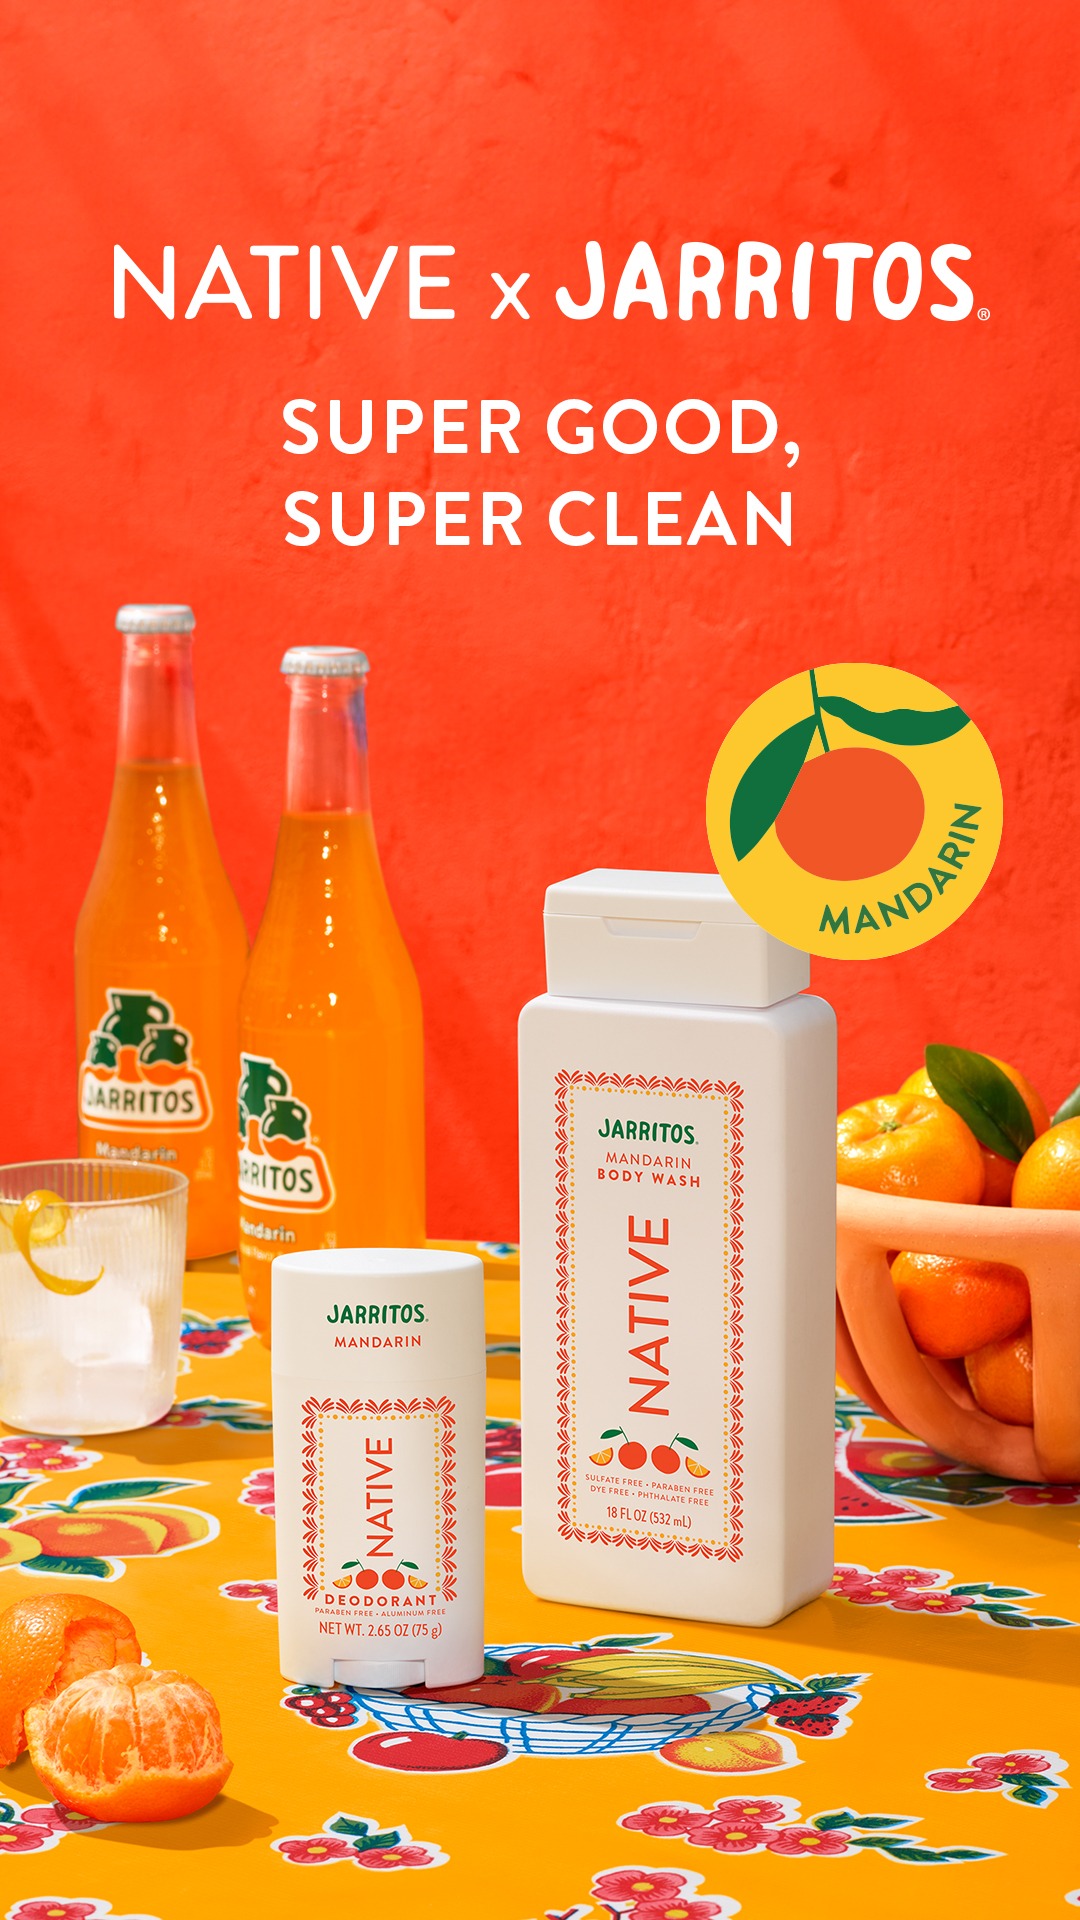 NATIVE x JARRITOS®
SUPER GOOD,
SUPER CLEAN
MANDARIN
JARRITOS
Mandarin
JARRITOS
Mandarin
JARRITOS
MANDARIN
BODY WASH
NATIVE
SULFATE FREE • PARABEN FREE
DYE FREE • PHTHALATE FREE
18 FL OZ (532 mL)
JARRITOS
MANDARIN
NATIVE
DEODORANT
PARABEN FREE • ALUMINUM FREE
NET WT. 2.65 OZ (75 g)